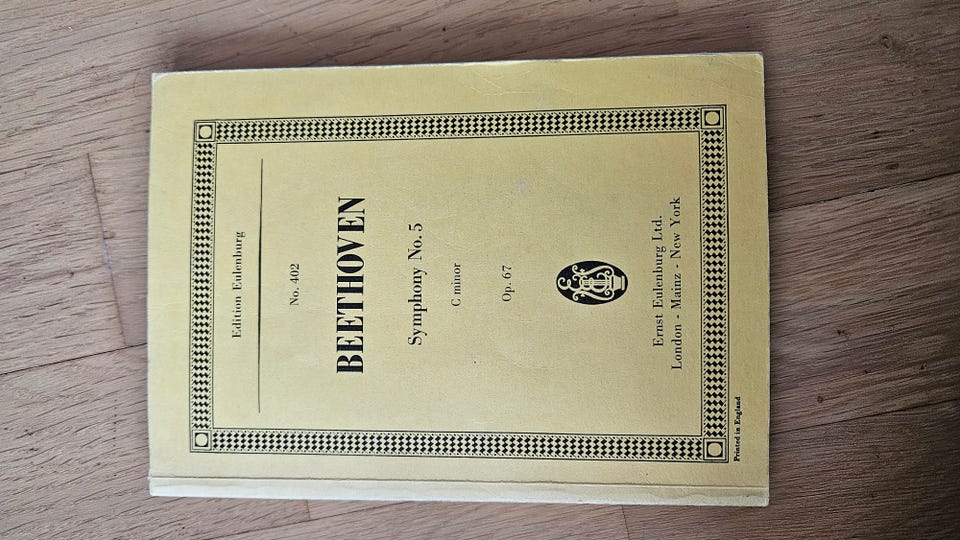 Edition Eulenburg
No. 402
BEETHOVEN
Symphony No. 5
C minor
Op. 67
Ernst Eulenburg Ltd.
London - Mainz - New York
Printed in England